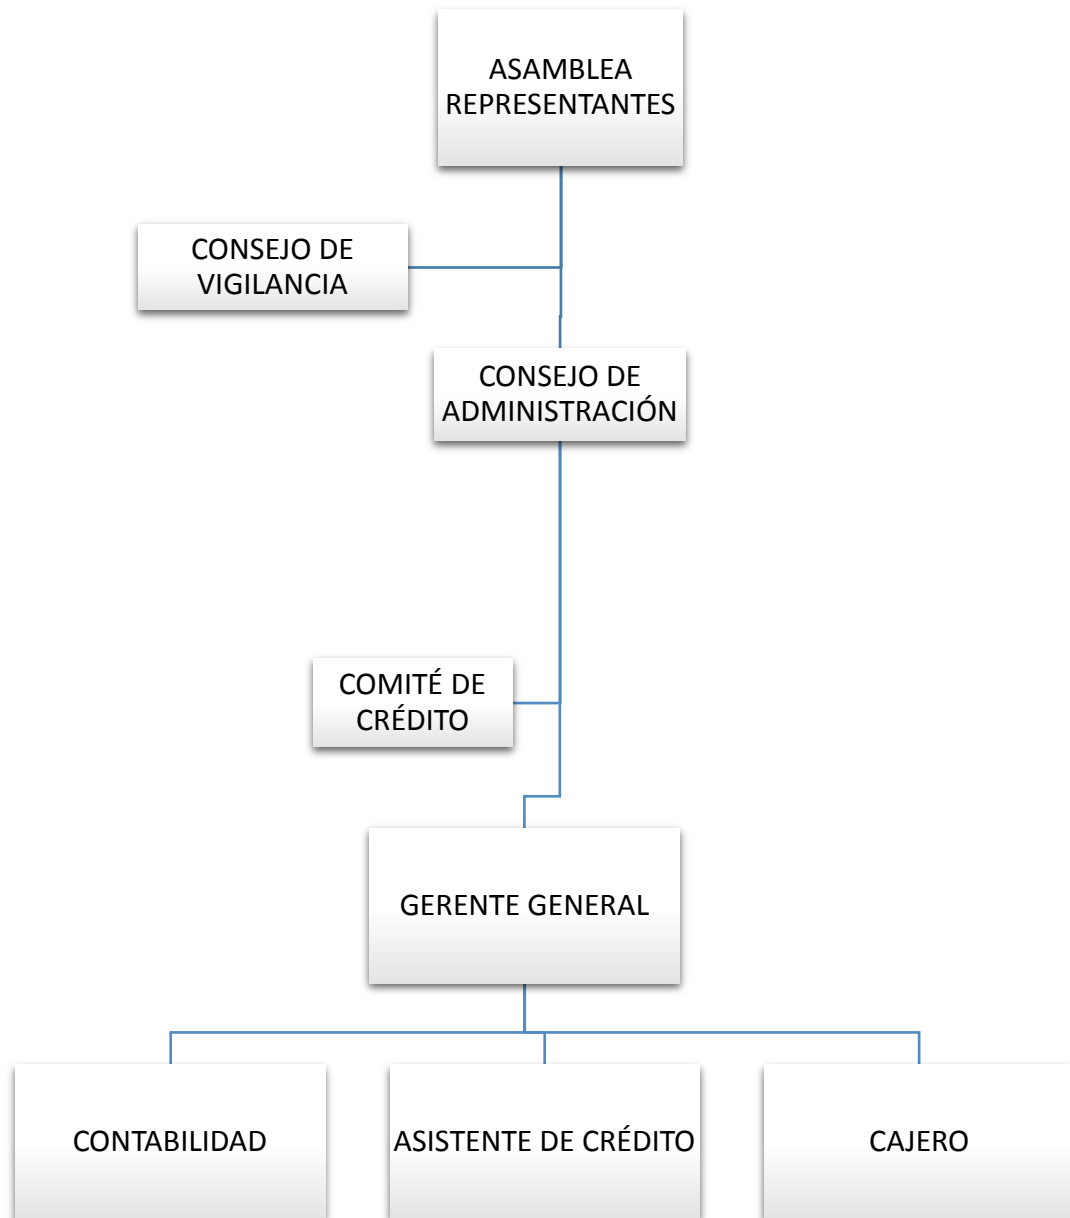 ASAMBLEA
REPRESENTANTES
CONSEJO DE
VIGILANCIA
CONSEJO DE
ADMINISTRACIÓN
COMITÉ DE
CRÉDITO
GERENTE GENERAL
CONTABILIDAD
ASISTENTE DE CRÉDITO
CAJERO